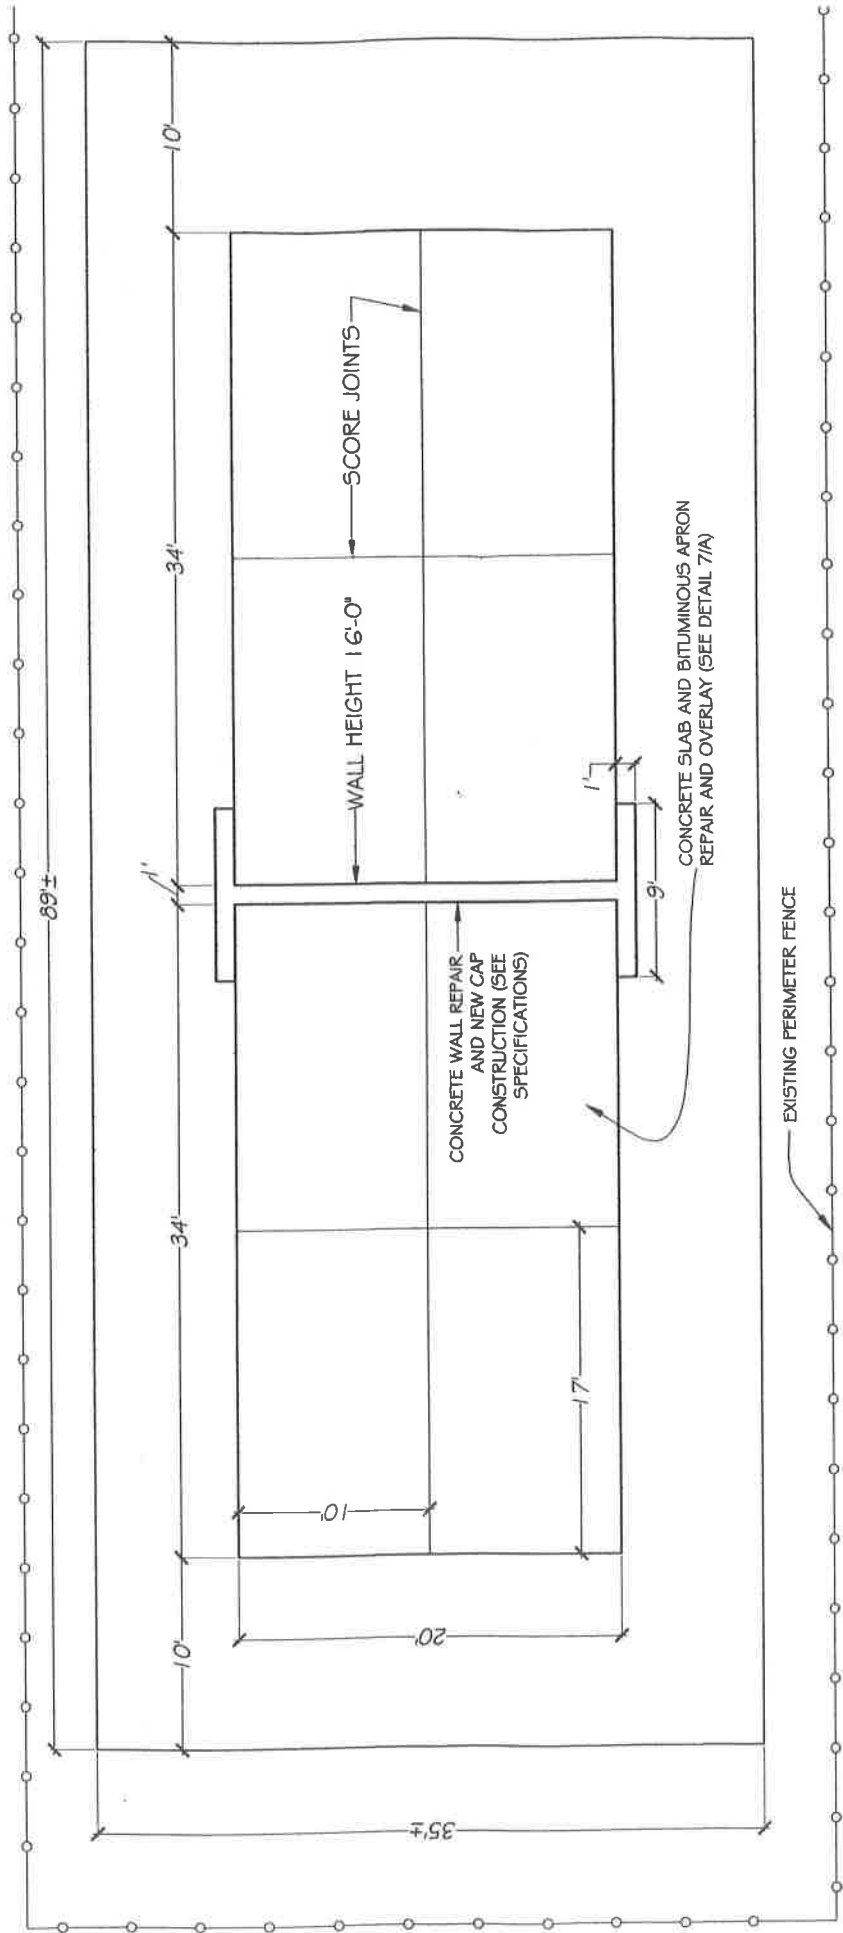 89'±
10'
34'
1'
34'
10'
SCORE JOINTS
WALL HEIGHT 16'-0"
CONCRETE WALL REPAIR
AND NEW CAP
CONSTRUCTION (SEE
SPECIFICATIONS)
1'
9'
17'
10'
20'
35'±
CONCRETE SLAB AND BITUMINOUS APRON
REPAIR AND OVERLAY (SEE DETAIL 7/A)
EXISTING PERIMETER FENCE